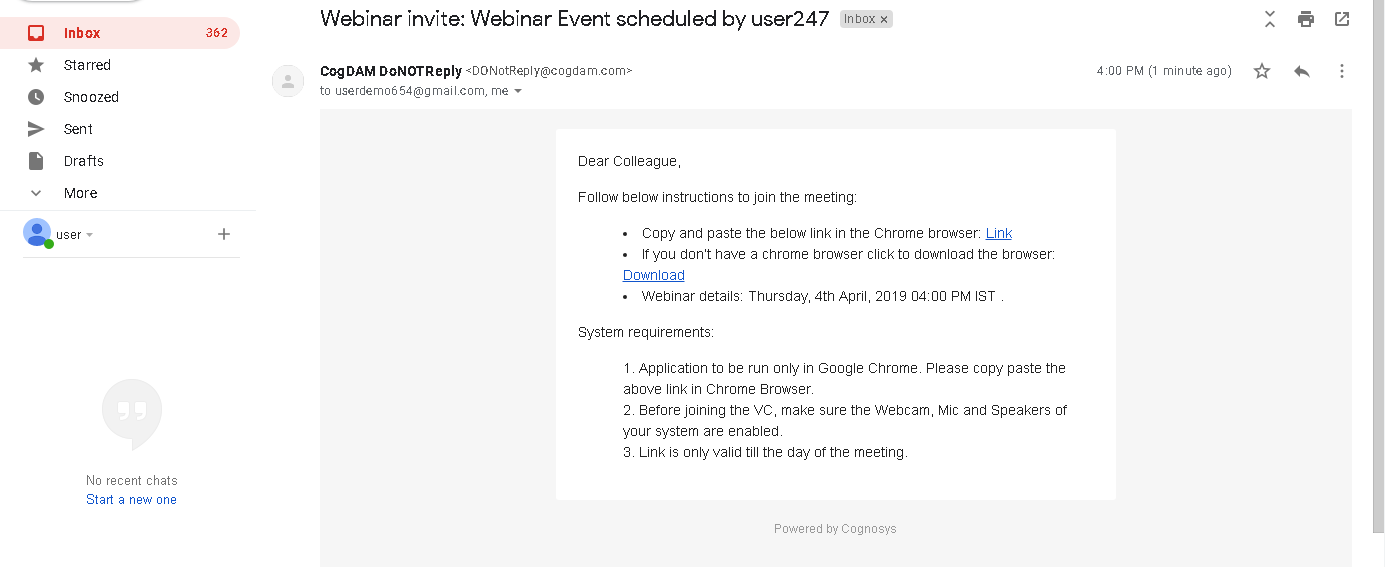 Webinar invite: Webinar Event scheduled by user247 Inbox ×
Inbox 362
Starred
Snoozed
Sent
Drafts
More
user
CogDAM DoNOTReply <DONotReply@cogdam.com> 4:00 PM (1 minute ago)
to userdemo654@gmail.com, me
Dear Colleague,
Follow below instructions to join the meeting:
• Copy and paste the below link in the Chrome browser: Link
• If you don't have a chrome browser click to download the browser:
Download
• Webinar details: Thursday, 4th April, 2019 04:00 PM IST .
System requirements:
1. Application to be run only in Google Chrome. Please copy paste the
above link in Chrome Browser.
2. Before joining the VC, make sure the Webcam, Mic and Speakers of
your system are enabled.
3. Link is only valid till the day of the meeting.
No recent chats
Start a new one
Powered by Cognosys